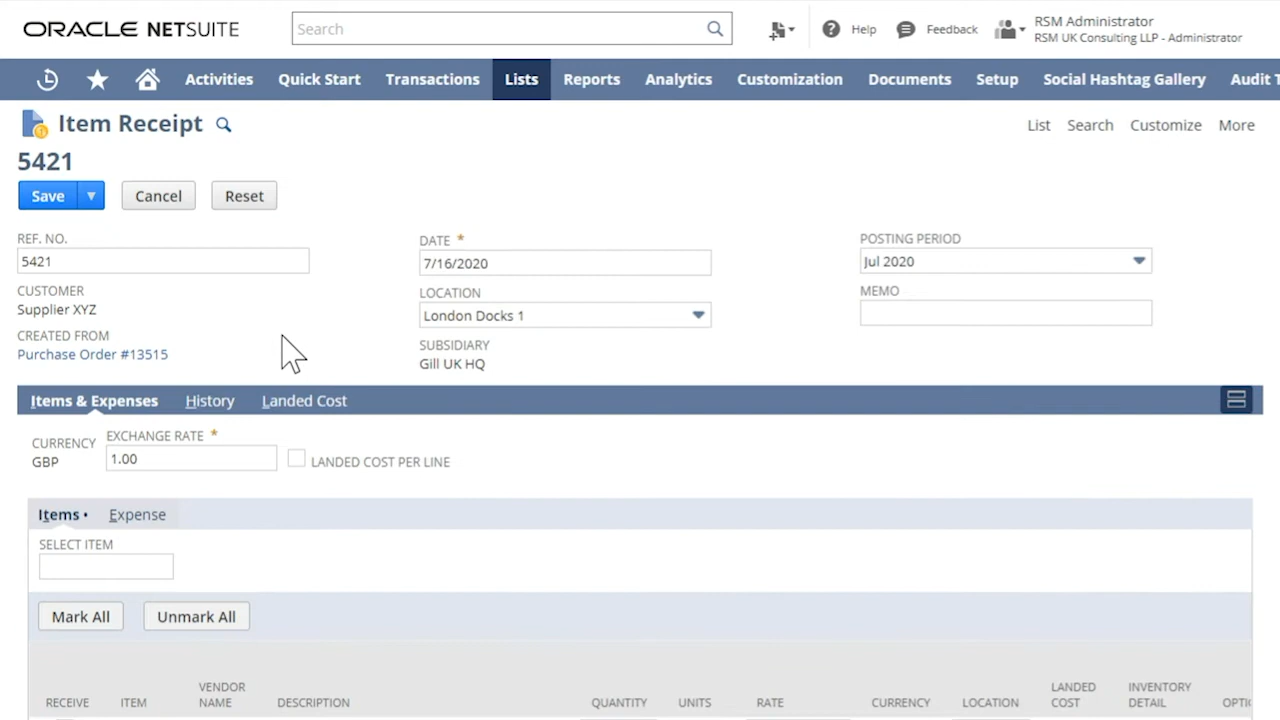 ORACLE NETSUITE
Search
Help
Feedback
RSM Administrator
RSM UK Consulting LLP - Administrator
Activities
Quick Start
Transactions
Lists
Reports
Analytics
Customization
Documents
Setup
Social Hashtag Gallery
Audit T
Item Receipt
List
Search
Customize
More
5421
Save
Cancel
Reset
REF. NO.
5421
CUSTOMER
Supplier XYZ
CREATED FROM
Purchase Order #13515
DATE *
7/16/2020
LOCATION
London Docks 1
SUBSIDIARY
Gill UK HQ
POSTING PERIOD
Jul 2020
MEMO
Items & Expenses
History
Landed Cost
CURRENCY
GBP
EXCHANGE RATE *
1.00
LANDED COST PER LINE
Items •
Expense
SELECT ITEM
Mark All
Unmark All
RECEIVE
ITEM
VENDOR
NAME
DESCRIPTION
QUANTITY
UNITS
RATE
CURRENCY
LOCATION
LANDED
COST
INVENTORY
DETAIL
OPTI